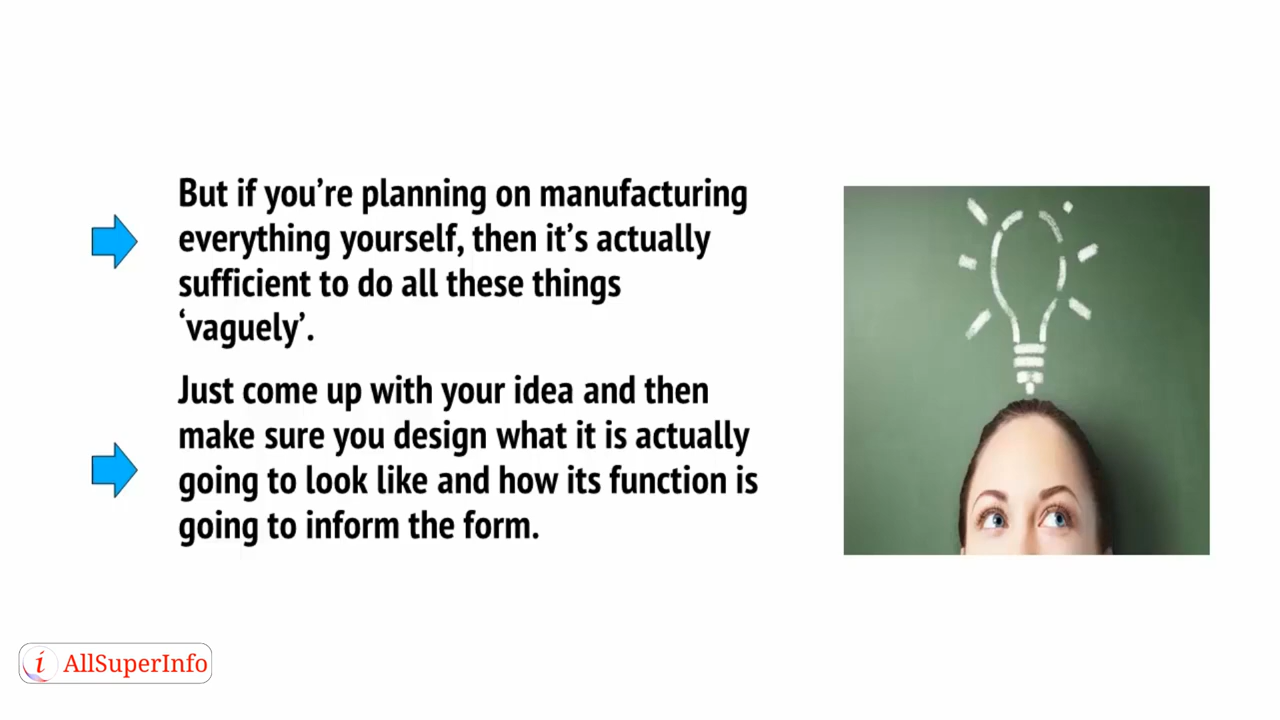 But if you’re planning on manufacturing
everything yourself, then it’s actually
sufficient to do all these things
‘vaguely’.
Just come up with your idea and then
make sure you design what it is actually
going to look like and how its function is
going to inform the form.
i AllSuperInfo